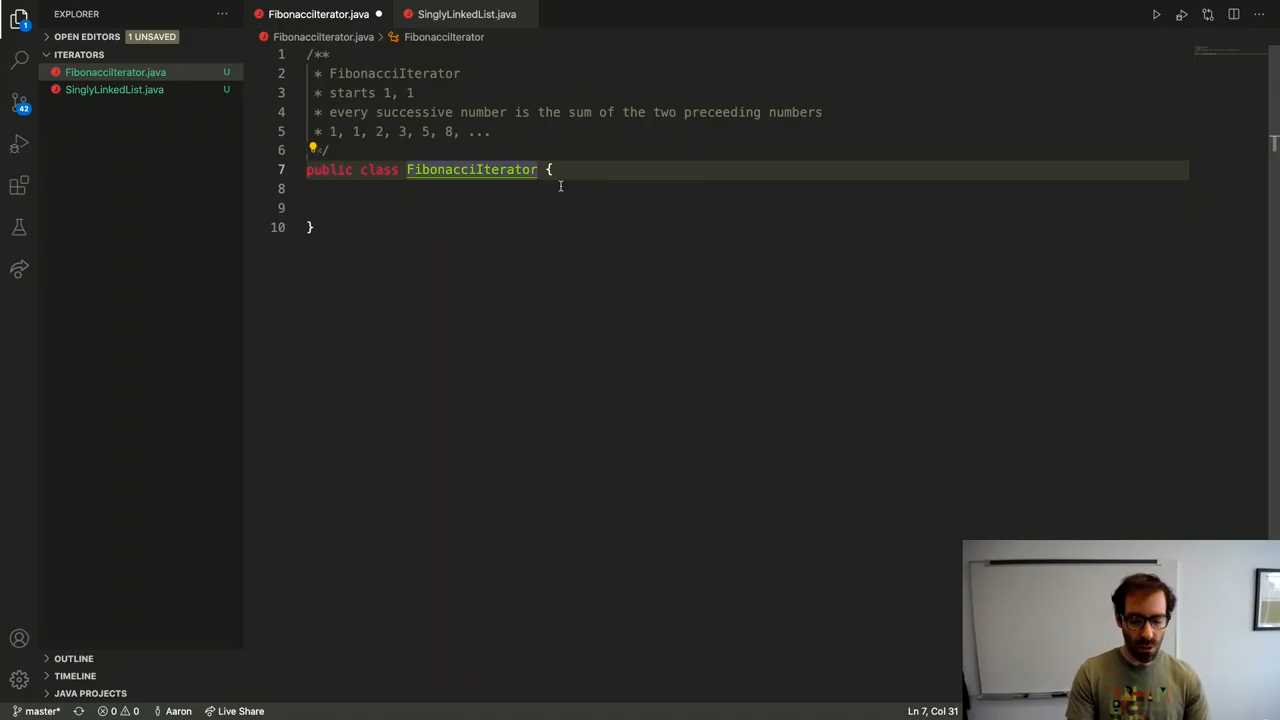 EXPLORER
FibonacciIterator.java
SinglyLinkedList.java
OPEN EDITORS 1 UNSAVED
FibonacciIterator.java > FibonacciIterator
ITERATORS
FibonacciIterator.java U
SinglyLinkedList.java U
1 /**
2 * FibonacciIterator
3 * starts 1, 1
4 * every successive number is the sum of the two preceeding numbers
5 * 1, 1, 2, 3, 5, 8, ...
6 */
7 public class FibonacciIterator {
8
9
10 }
1
42
OUTLINE
TIMELINE
JAVA PROJECTS
master* 0 0 Aaron Live Share Ln 7, Col 31